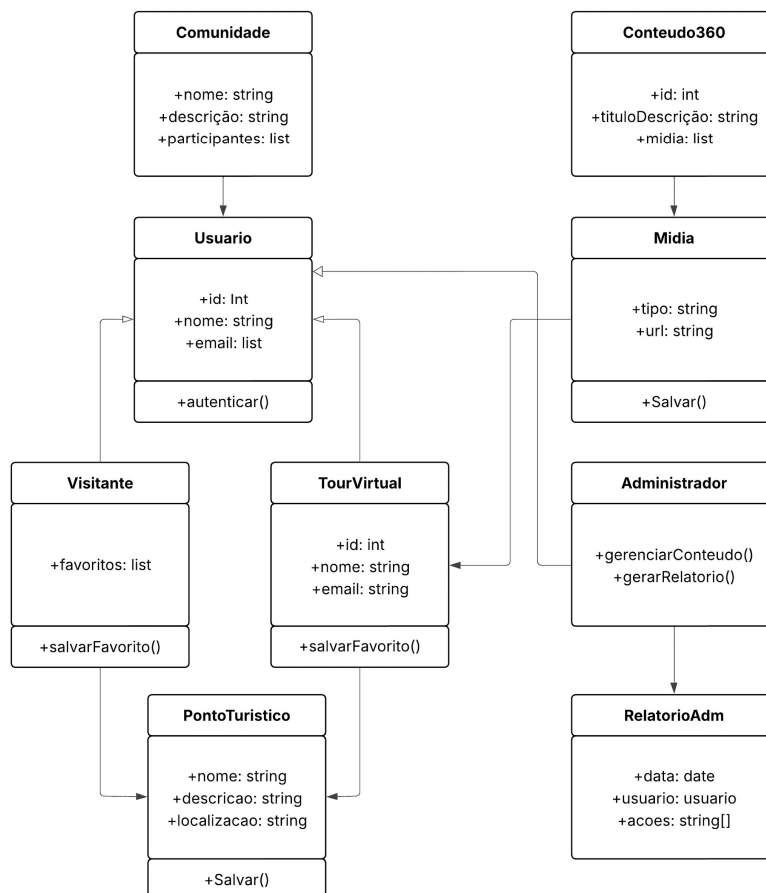 Comunidade
+nome: string
+descrição: string
+participantes: list
Conteudo360
+id: int
+tituloDescrição: string
+midia: list
Usuario
+id: Int
+nome: string
+email: list
+autenticar()
Midia
+tipo: string
+url: string
+Salvar()
Visitante
+favoritos: list
+salvarFavorito()
TourVirtual
+id: int
+nome: string
+email: string
+salvarFavorito()
Administrador
+gerenciarConteudo()
+gerarRelatorio()
PontoTuristico
+nome: string
+descricao: string
+localizacao: string
+Salvar()
RelatorioAdm
+data: date
+usuario: usuario
+acoes: string[]